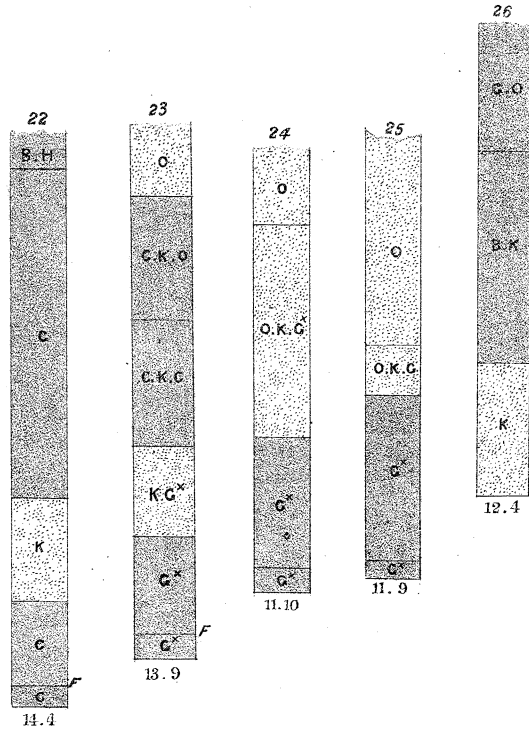 22
B.H
C
K
C
F
C
14.4
23
O
C.K.O
C.K.C
K G×
G×
F
G×
13.9
24
O
O.K.G×
G×
11.10
G×
25
O
O.K.G
G×
G×
11.9
26
G.O
B.K
K
12.4